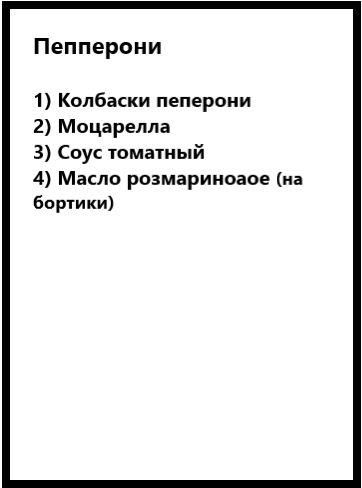 Пепперони
1) Колбаски пеперони
2) Моцарелла
3) Соус томатный
4) Масло розмариноаое (на
бортики)